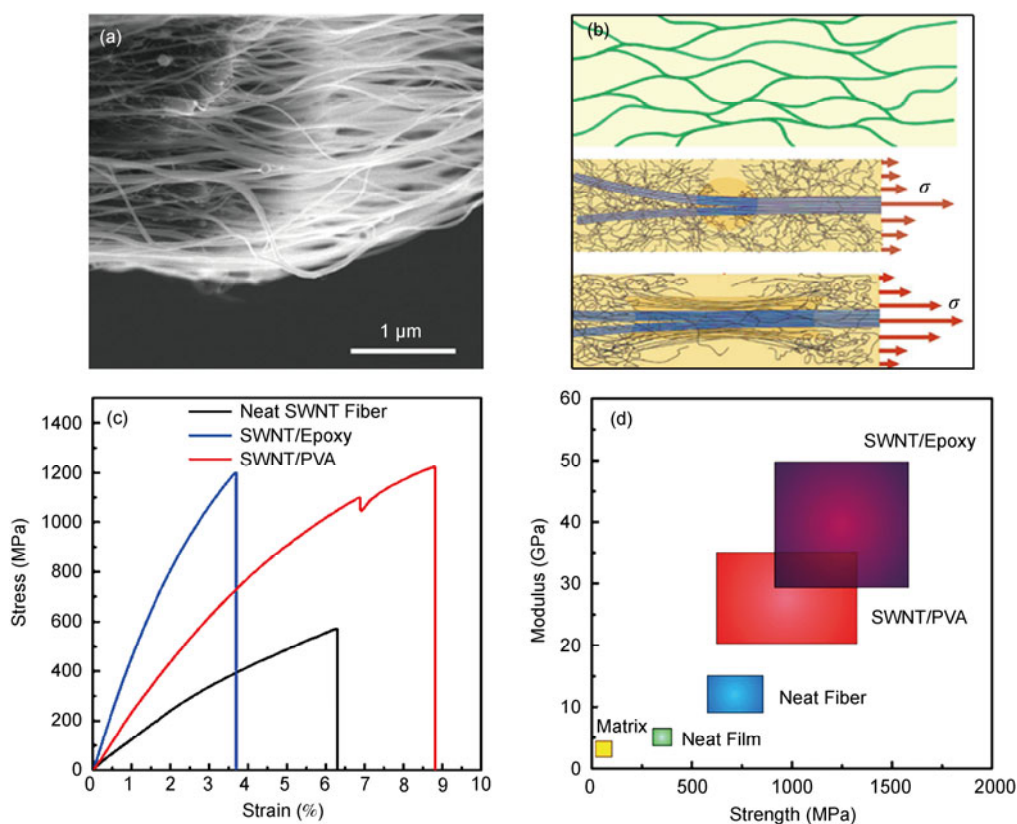 (a)
1 μm
(b)
σ
σ
(c)
Neat SWNT Fiber
SWNT/Epoxy
SWNT/PVA
1400
1200
1000
800
600
400
200
0
Stress (MPa)
0 1 2 3 4 5 6 7 8 9 10
Strain (%)
(d)
SWNT/Epoxy
SWNT/PVA
Neat Fiber
Matrix
Neat Film
60
50
40
30
20
10
0
Modulus (GPa)
500 1000 1500 2000
Strength (MPa)